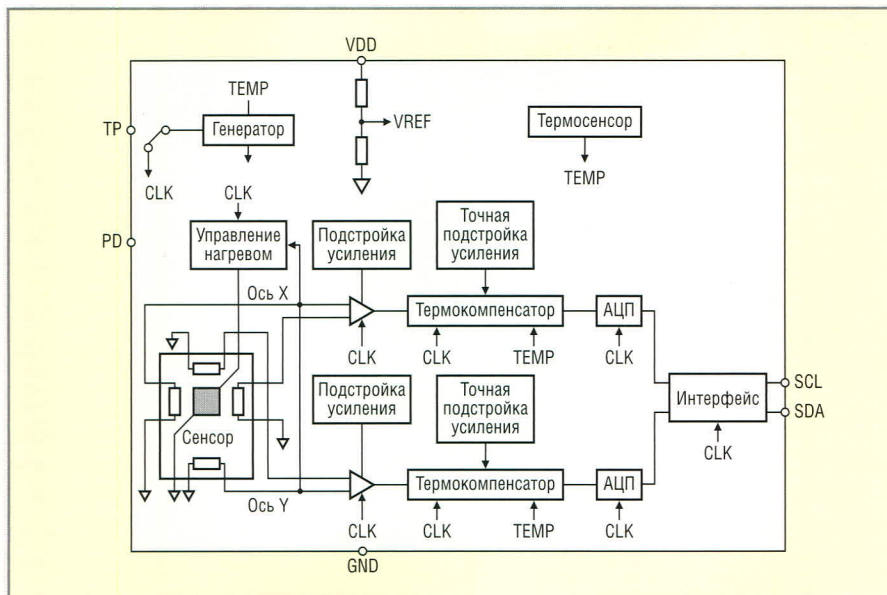 VDD
TEMP
TP
Генератор
VREF
Термосенсор
CLK
TEMP
CLK
PD
Управление
нагревом
Подстройка
усиления
Точная
подстройка
усиления
Ось X
Термокомпенсатор
АЦП
CLK
CLK
TEMP
CLK
SCL
Подстройка
усиления
Точная
подстройка
усиления
Интерфейс
SDA
Сенсор
CLK
Термокомпенсатор
АЦП
Ось Y
CLK
CLK
TEMP
CLK
GND